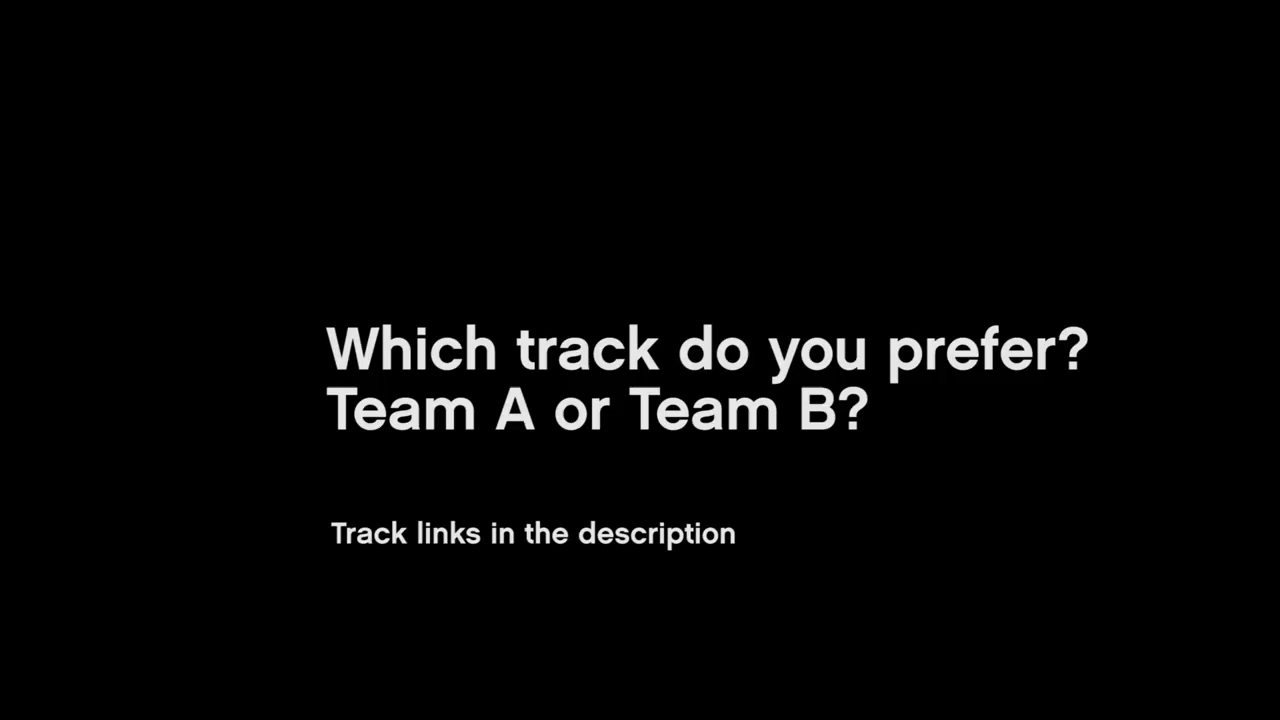 Which track do you prefer?
Team A or Team B?
Track links in the description